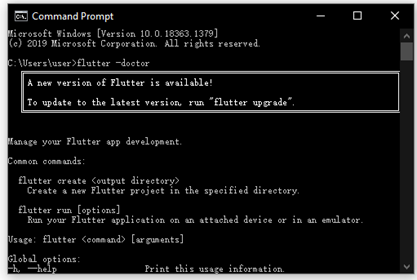 Command Prompt
Microsoft Windows [Version 10.0.18363.1379]
(c) 2019 Microsoft Corporation. All rights reserved.
C:\Users\user>flutter -doctor
A new version of Flutter is available!
To update to the latest version, run "flutter upgrade".
Manage your Flutter app development.
Common commands:
flutter create <output directory>
Create a new Flutter project in the specified directory.
flutter run [options]
Run your Flutter application on an attached device or in an emulator.
Usage: flutter <command> [arguments]
Global options:
-h, --help Print this usage information.